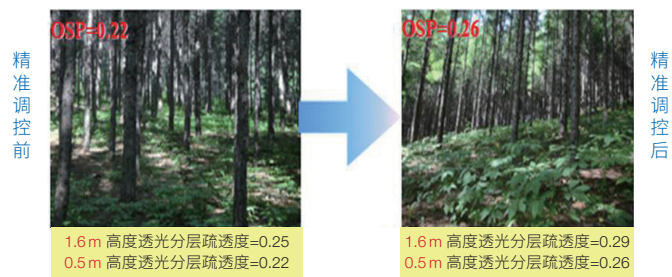 OSP=0.22
OSP=0.26
精准调控前
精准调控后
1.6 m 高度透光分层疏透度=0.25
0.5 m 高度透光分层疏透度=0.22
1.6 m 高度透光分层疏透度=0.29
0.5 m 高度透光分层疏透度=0.26